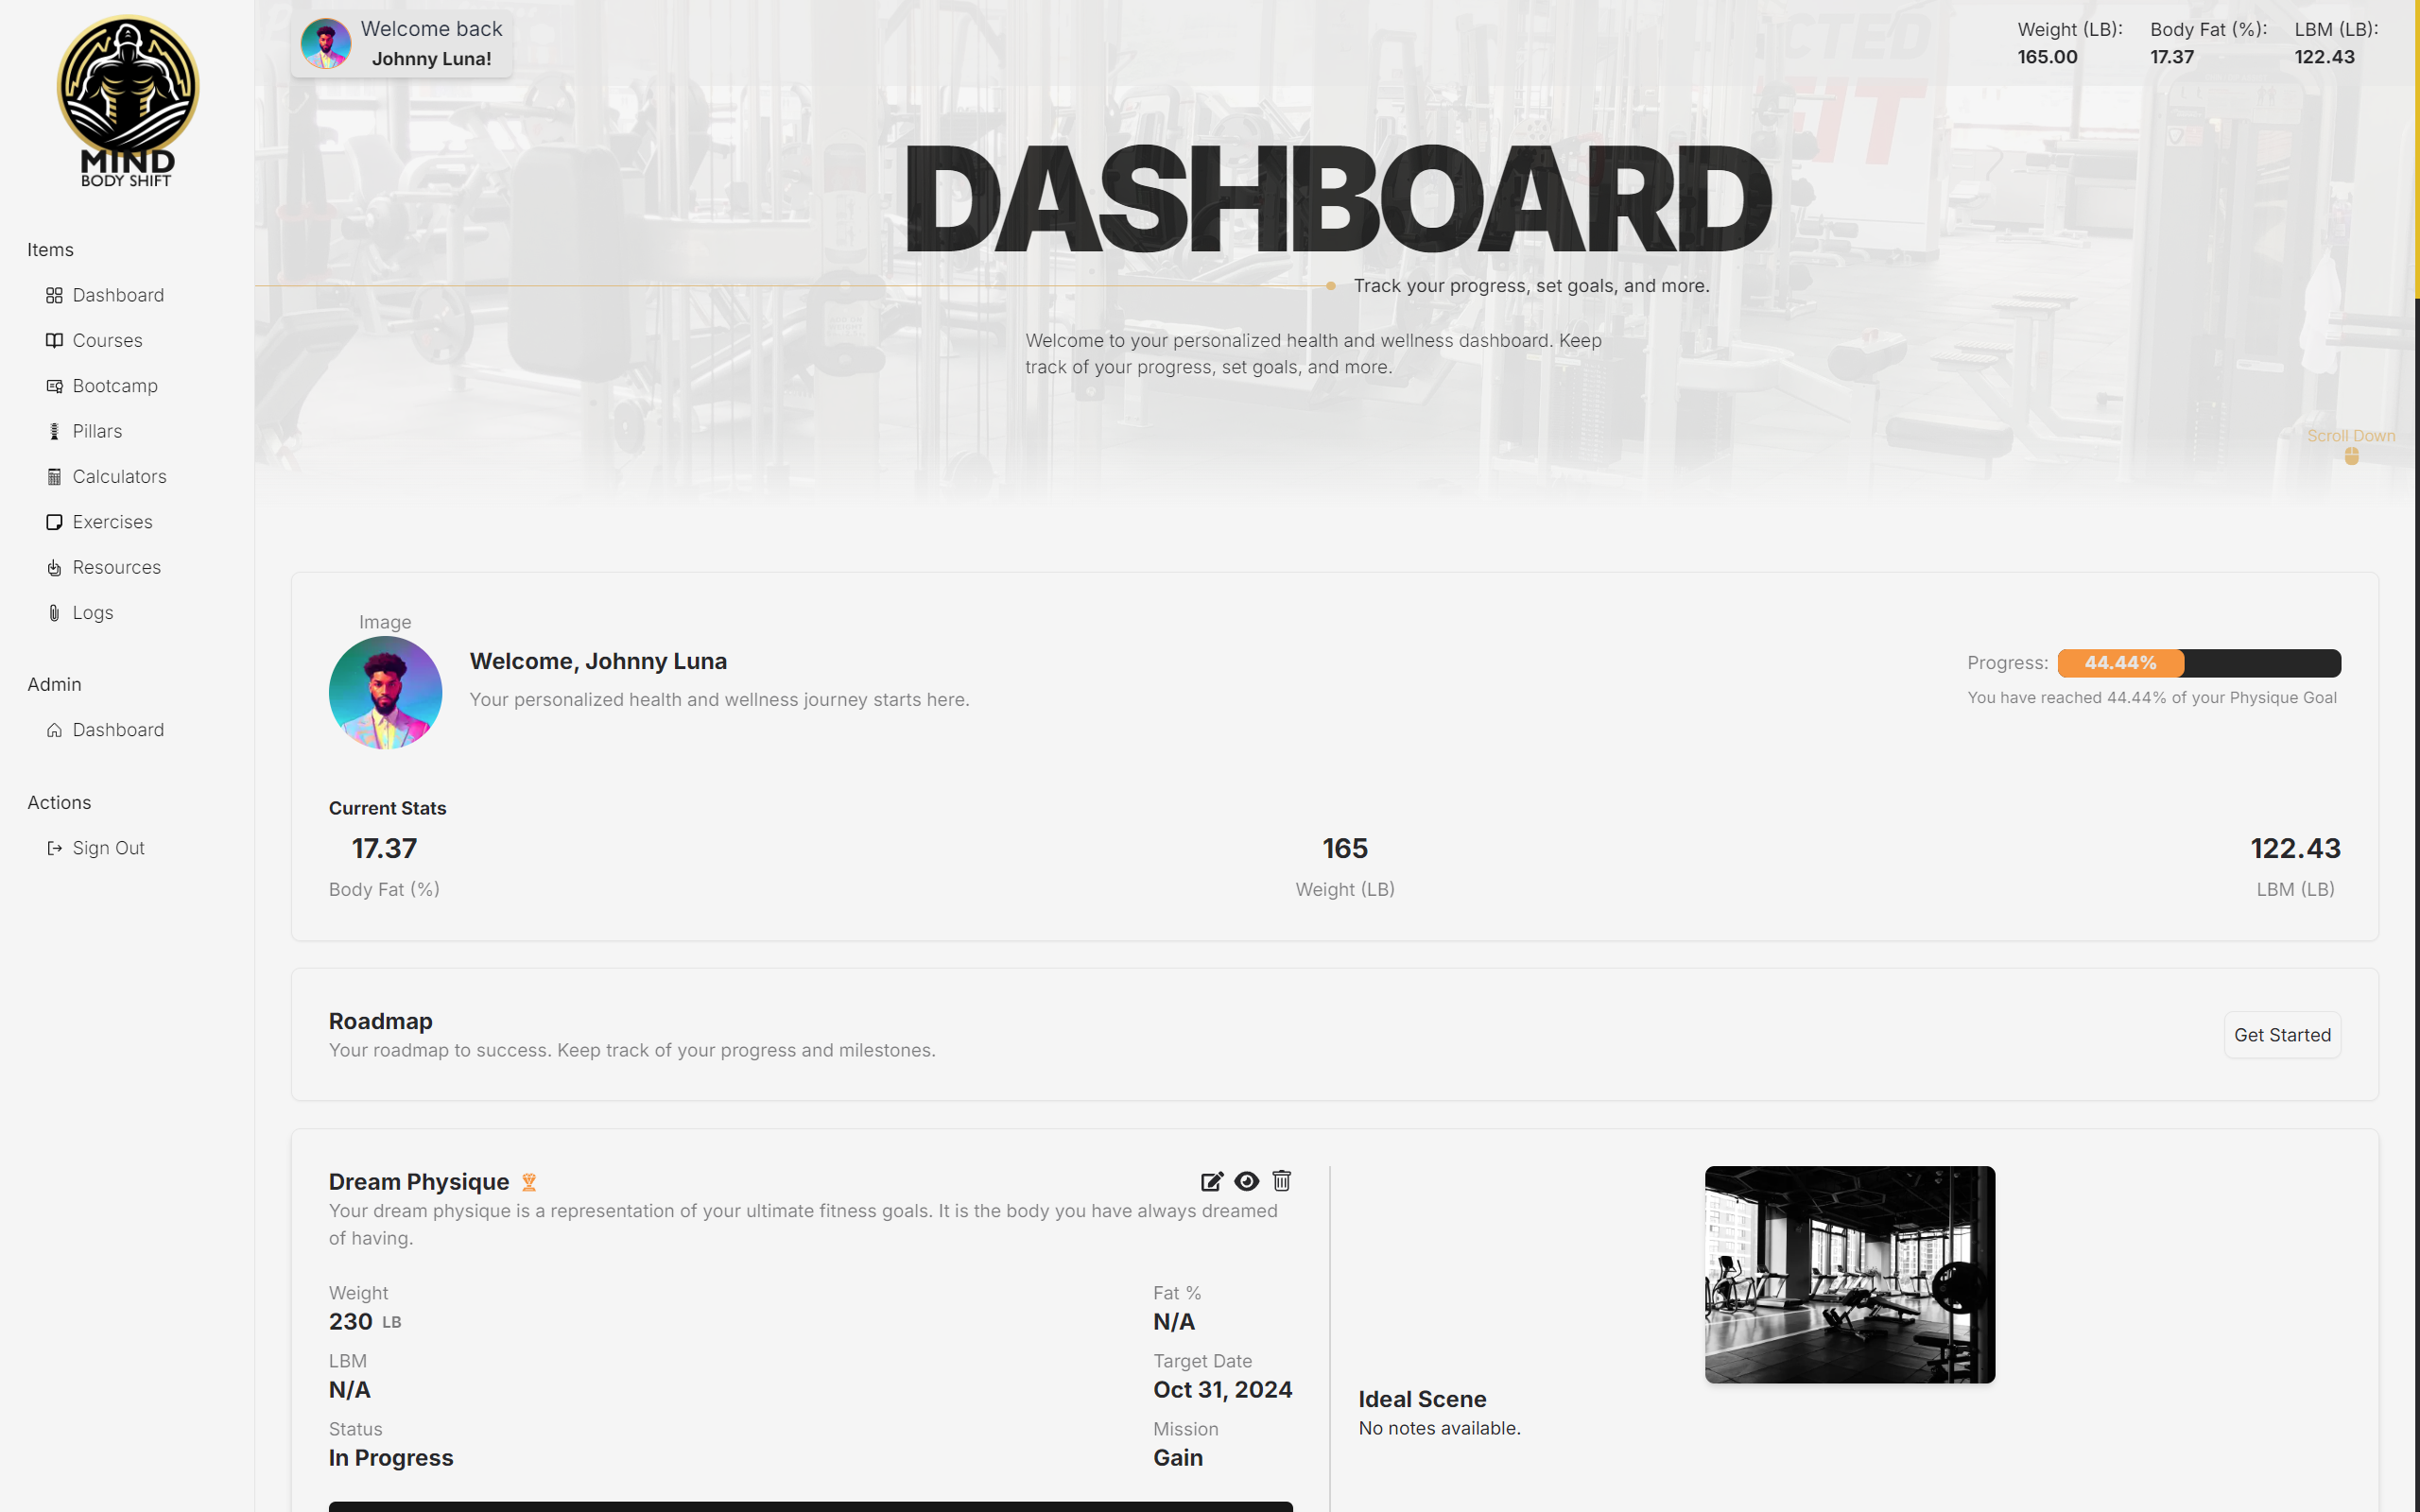 MIND
BODY SHIFT
Items
Dashboard
Courses
Bootcamp
Pillars
Calculators
Exercises
Resources
Logs
Admin
Dashboard
Actions
Sign Out
Welcome back
Johnny Luna!
Weight (LB):
165.00
Body Fat (%):
17.37
LBM (LB):
122.43
DASHBOARD
Track your progress, set goals, and more.
Welcome to your personalized health and wellness dashboard. Keep
track of your progress, set goals, and more.
Scroll Down
Image
Welcome, Johnny Luna
Your personalized health and wellness journey starts here.
Progress:
44.44%
You have reached 44.44% of your Physique Goal
Current Stats
17.37
Body Fat (%)
165
Weight (LB)
122.43
LBM (LB)
Roadmap
Your roadmap to success. Keep track of your progress and milestones.
Get Started
Dream Physique
Your dream physique is a representation of your ultimate fitness goals. It is the body you have always dreamed
of having.
Weight
230 LB
Fat %
N/A
LBM
N/A
Target Date
Oct 31, 2024
Status
In Progress
Mission
Gain
Ideal Scene
No notes available.